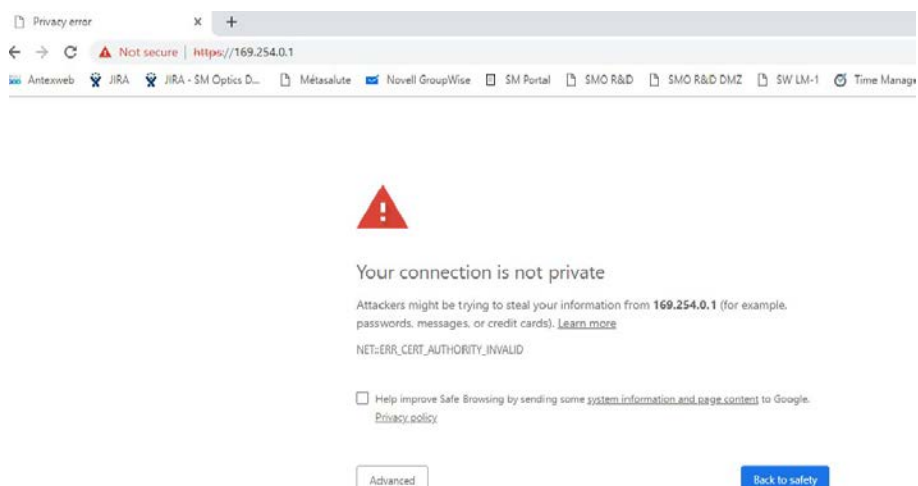 Privacy error
Not secure | https://169.254.0.1
Antexweb JIRA JIRA - SM Optics D... Métasalute Novell GroupWise SM Portal SMO R&D SMO R&D DMZ SW LM-1 Time Manage
Your connection is not private
Attackers might be trying to steal your information from 169.254.0.1 (for example,
passwords, messages, or credit cards). Learn more
NET::ERR_CERT_AUTHORITY_INVALID
Help improve Safe Browsing by sending some system information and page content to Google.
Privacy policy
Advanced Back to safety